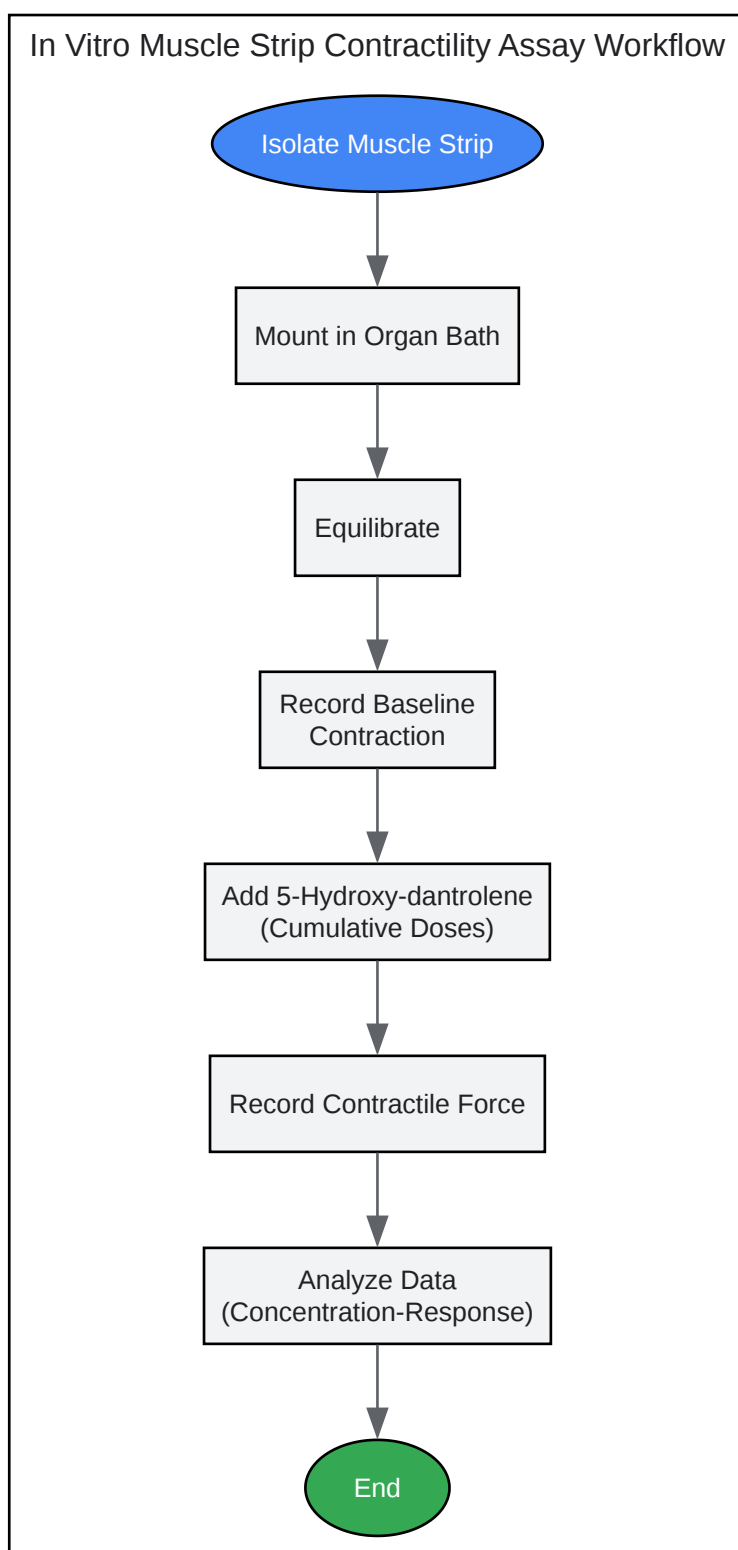 In Vitro Muscle Strip Contractility Assay Workflow
Isolate Muscle Strip
Mount in Organ Bath
Equilibrate
Record Baseline
Contraction
Add 5-Hydroxy-dantrolene
(Cumulative Doses)
Record Contractile Force
Analyze Data
(Concentration-Response)
End